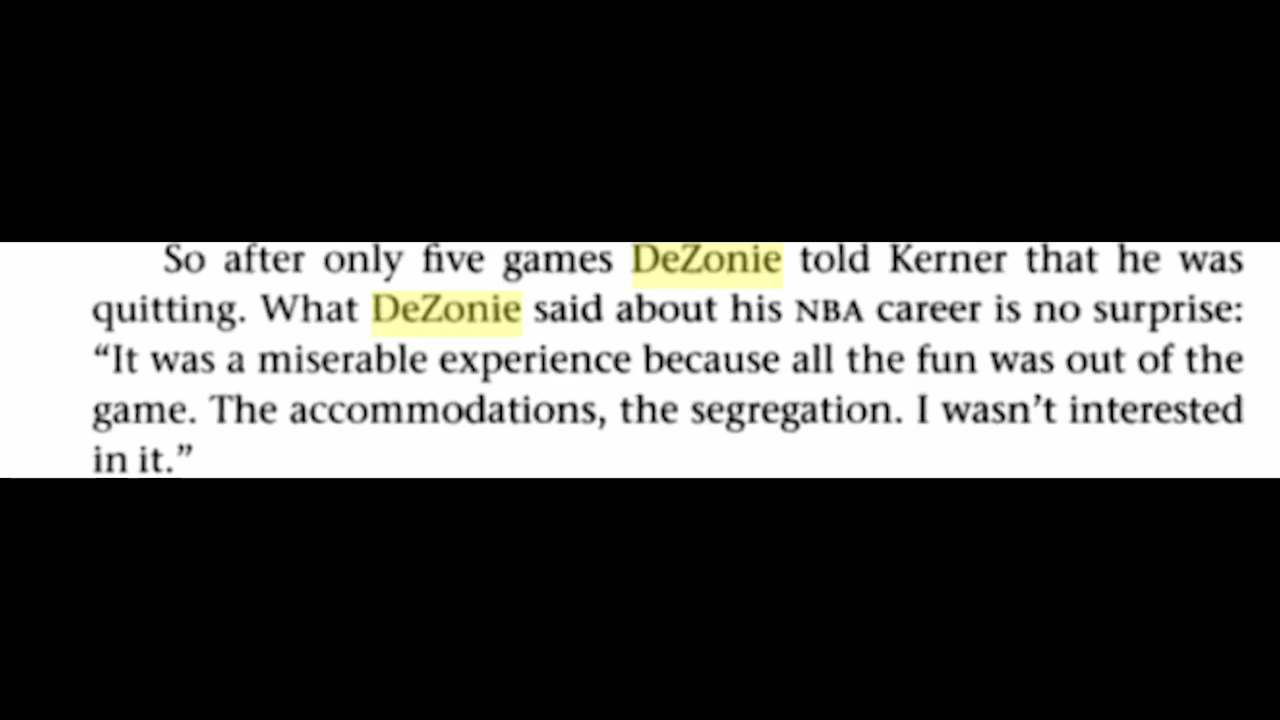 So after only five games DeZonie told Kerner that he was
quitting. What DeZonie said about his NBA career is no surprise:
“It was a miserable experience because all the fun was out of the
game. The accommodations, the segregation. I wasn’t interested
in it.”